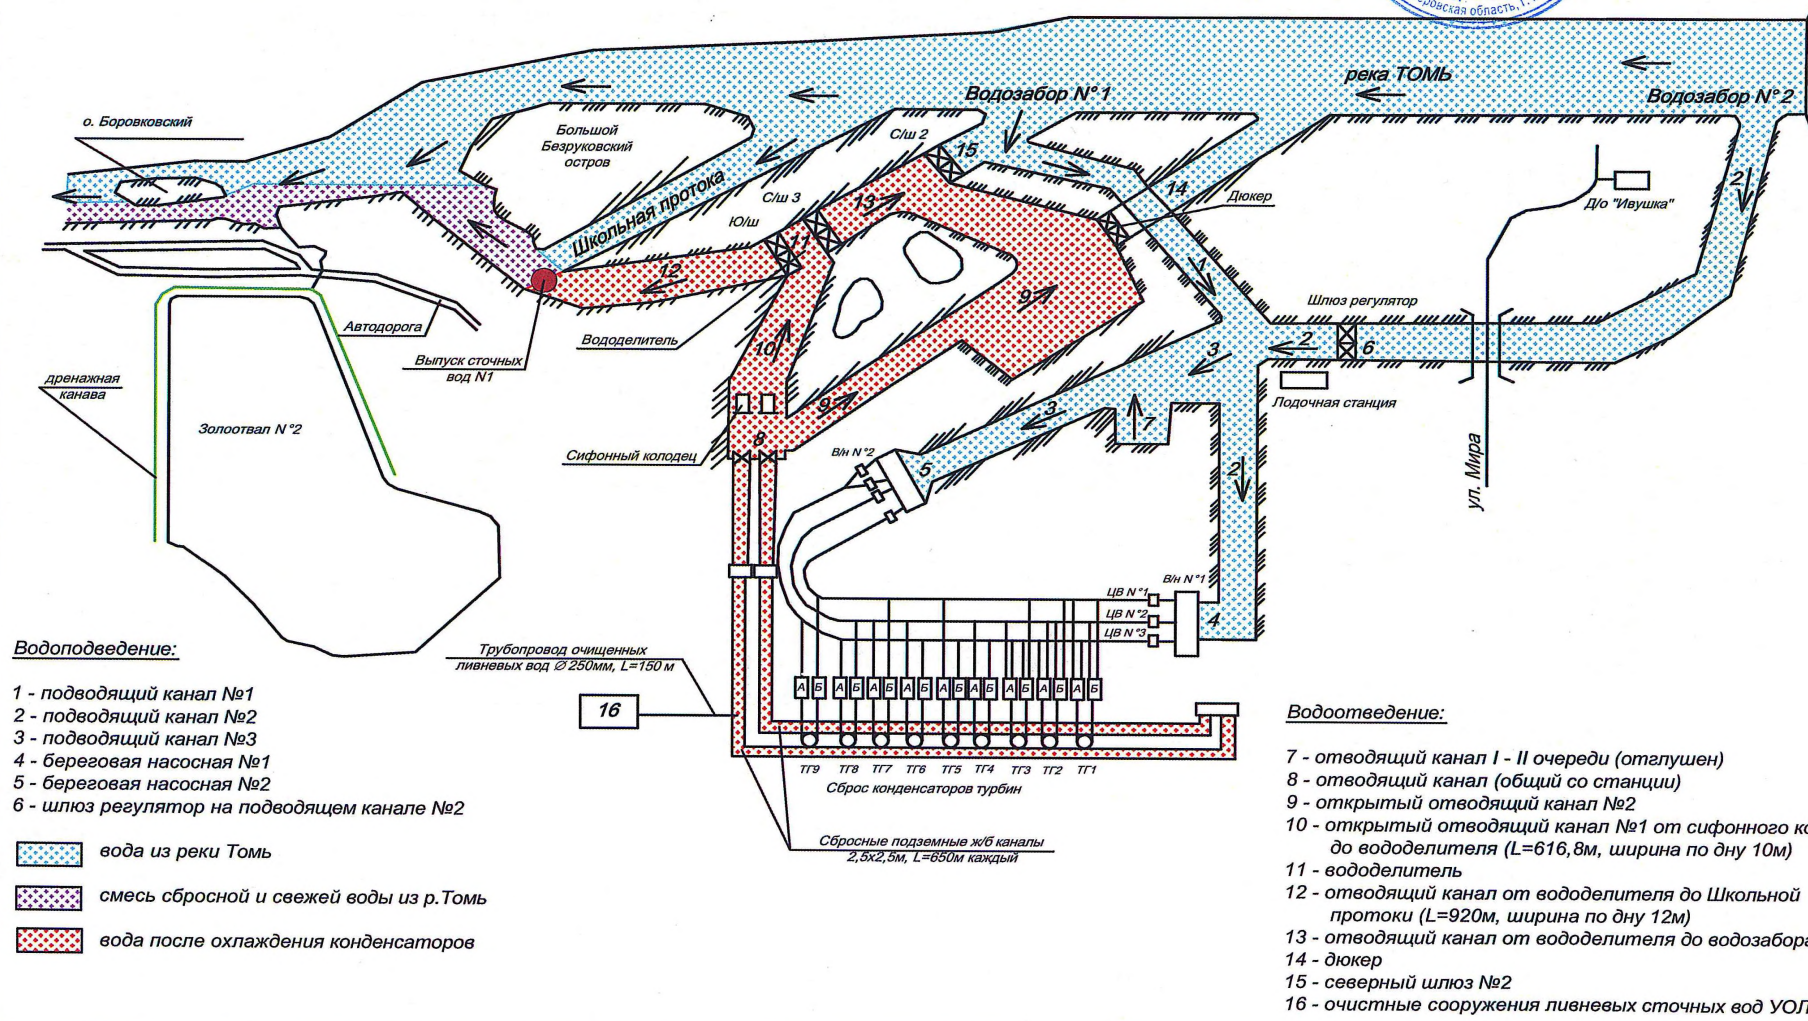 ровская область, г.
река ТОМЬ
Водозабор N°1
Водозабор N°2
о. Боровковский
Большой
Безруковский
остров
С/ш 2
15
14
Дюкер
2
Д/о "Ивушка"
Школьная протока
С/ш 3
Ю/ш
13
11
12
1
9
Шлюз регулятор
Автодорога
Вододелитель
10
2
6
3
Выпуск сточных
вод N1
дренажная
канава
Лодочная станция
9
3
7
Золоотвал N°2
8
Сифонный колодец
В/н N°2
5
2
ул. Мира
В/н N°1
ЦВ N°1
ЦВ N°2
ЦВ N°3
4
Трубопровод очищенных
ливневых вод Ø 250мм, L=150 м
16
А Б А Б А Б А Б А Б А Б А Б А Б А Б
ТГ9 ТГ8 ТГ7 ТГ6 ТГ5 ТГ4 ТГ3 ТГ2 ТГ1
Сброс конденсаторов турбин
Сбросные подземные ж/б каналы
2,5х2,5м, L=650м каждый
Водоподведение:
1 - подводящий канал №1
2 - подводящий канал №2
3 - подводящий канал №3
4 - береговая насосная №1
5 - береговая насосная №2
6 - шлюз регулятор на подводящем канале №2
вода из реки Томь
смесь сбросной и свежей воды из р.Томь
вода после охлаждения конденсаторов
Водоотведение:
7 - отводящий канал I - II очереди (отглушен)
8 - отводящий канал (общий со станции)
9 - открытый отводящий канал №2
10 - открытый отводящий канал №1 от сифонного ко
до вододелителя (L=616,8м, ширина по дну 10м)
11 - вододелитель
12 - отводящий канал от вододелителя до Школьной
протоки (L=920м, ширина по дну 12м)
13 - отводящий канал от вододелителя до водозабора
14 - дюкер
15 - северный шлюз №2
16 - очистные сооружения ливневых сточных вод УОЛ